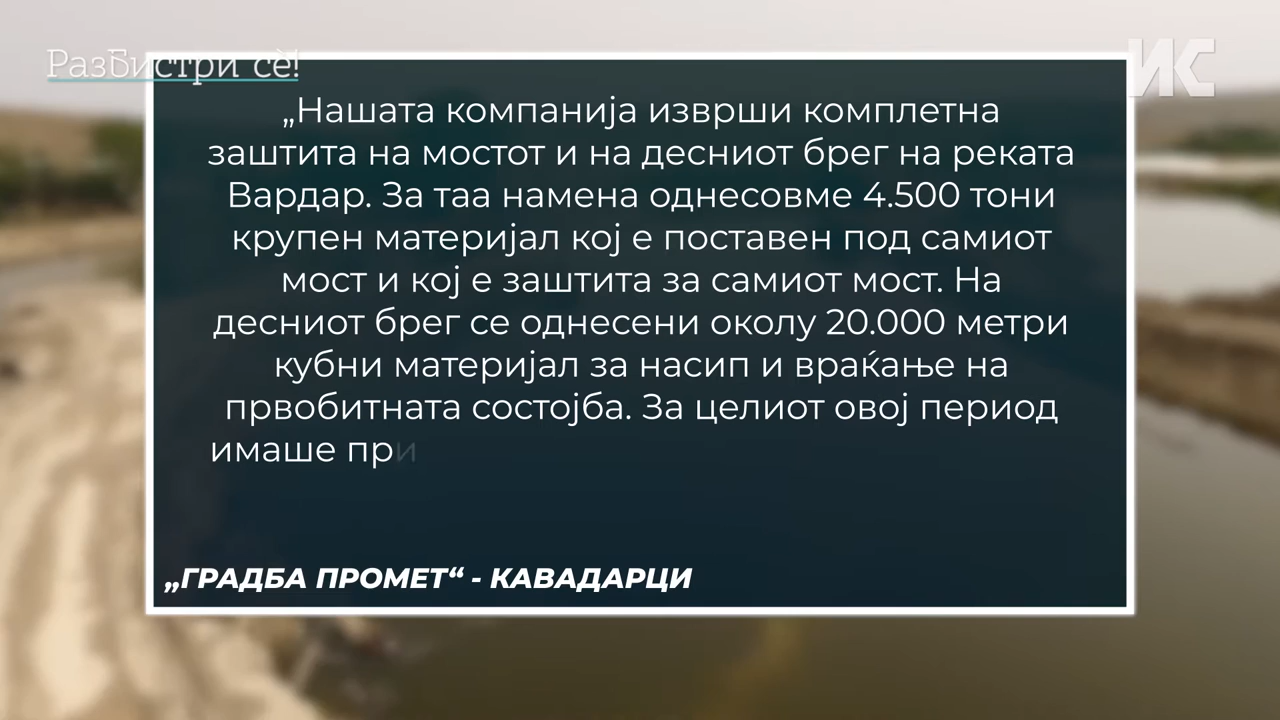 Разбистри сѐ!
ИС
„Нашата компанија изврши комплетна
заштита на мостот и на десниот брег на реката
Вардар. За таа намена однесовме 4.500 тони
крупен материјал кој е поставен под самиот
мост и кој е заштита за самиот мост. На
десниот брег се однесени околу 20.000 метри
кубни материјал за насип и враќање на
првобитната состојба. За целиот овој период
имаше при
„ГРАДБА ПРОМЕТ“ - КАВАДАРЦИ